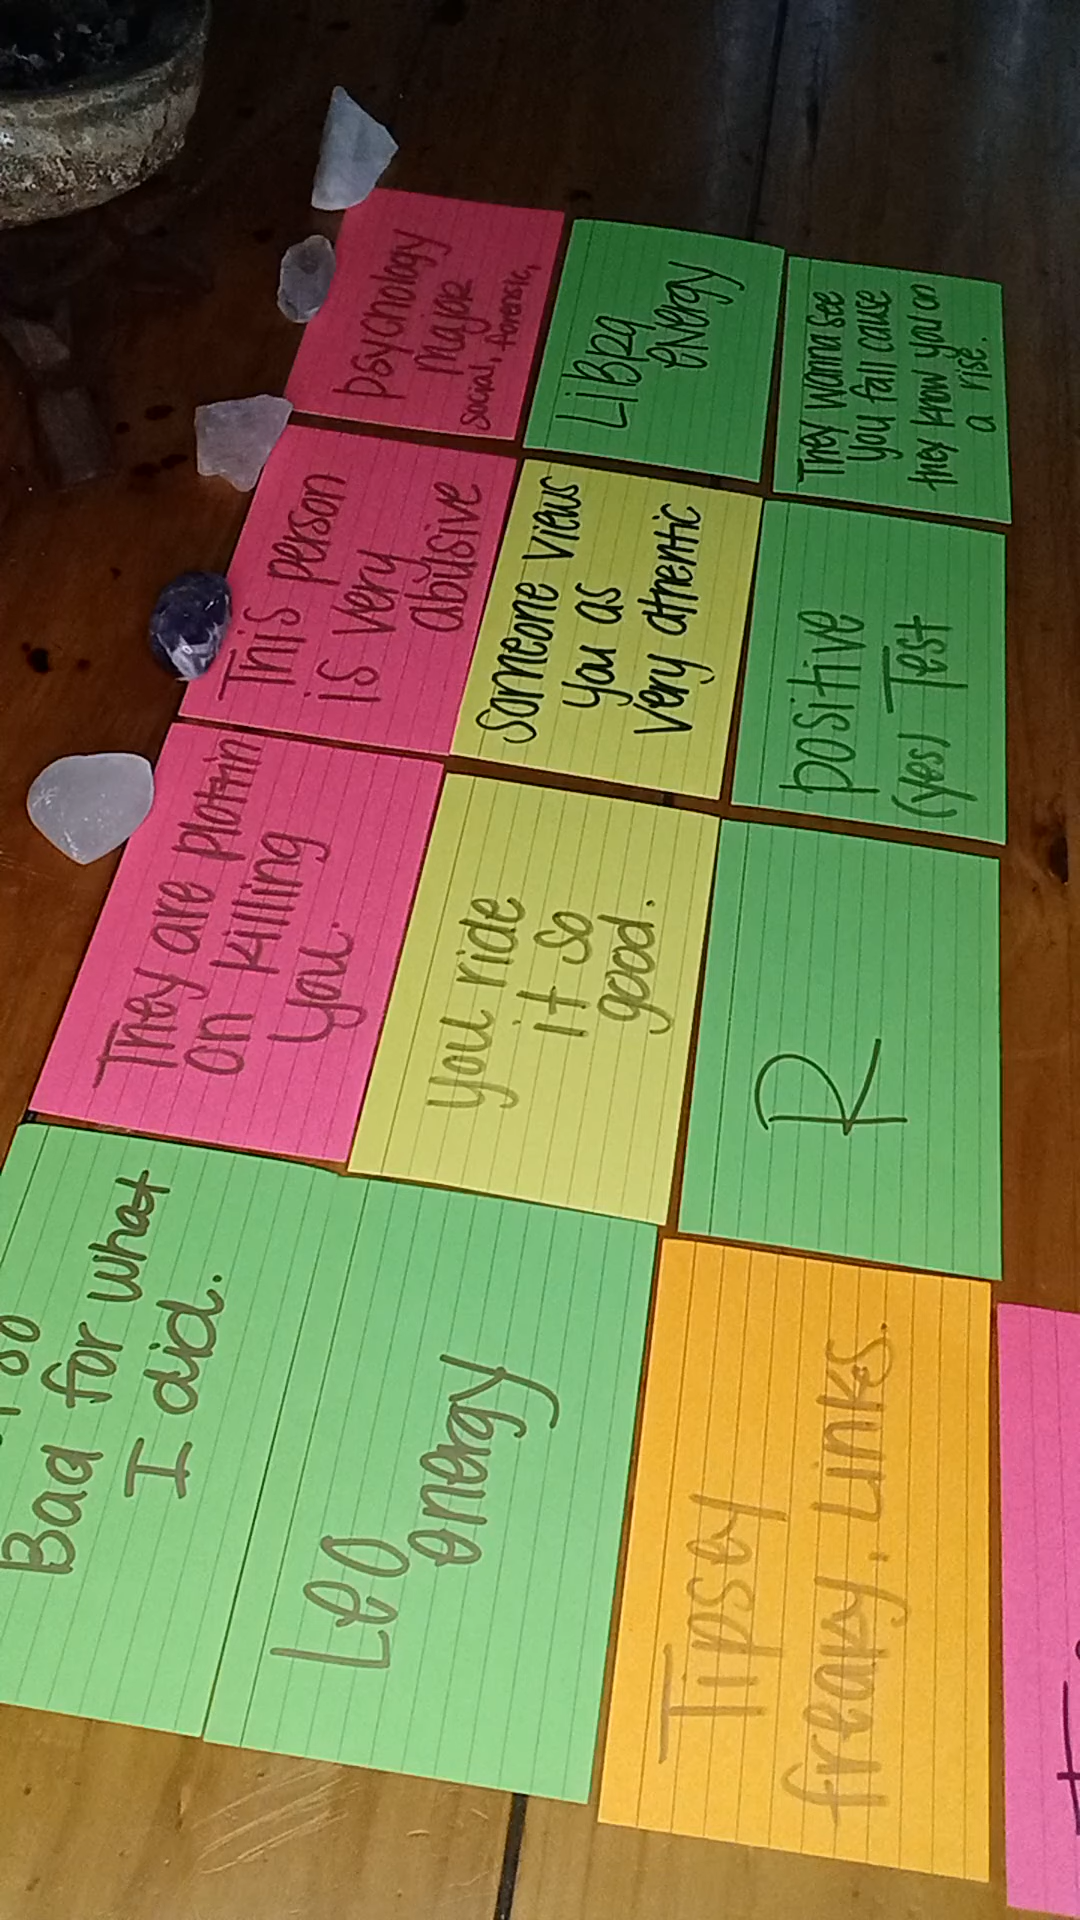 so
Bad for what
I did.
They are plottin
on killing
you.
This person
is very
abusive
psychology
Major
social, forensic,
Leo
energy
you ride
it so
good.
someone views
you as
very athentic
LiBRA
energy
Tipsey
freaky. Links.
R
positive
(yes) Test
They wanna see
you fall cause
they know you on
a rise.